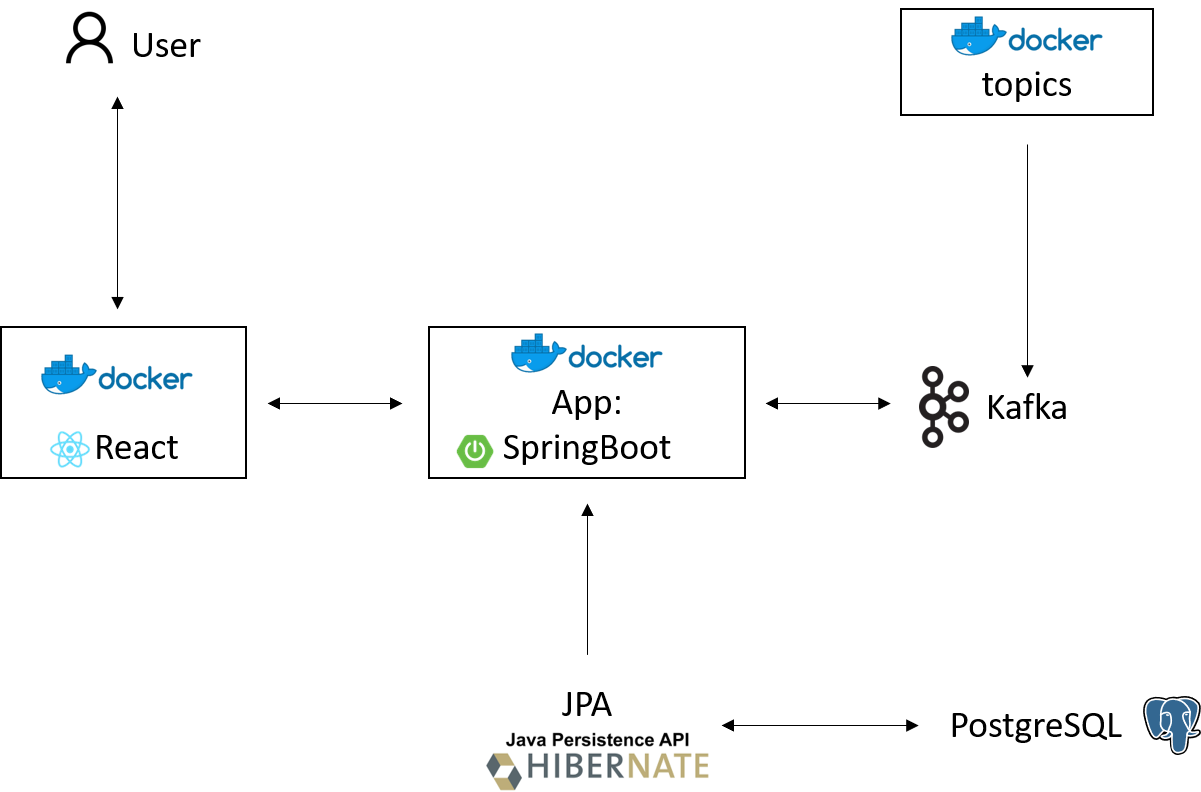 User
docker
topics
docker
React
docker
App:
SpringBoot
Kafka
JPA
Java Persistence API
HIBERNATE
PostgreSQL